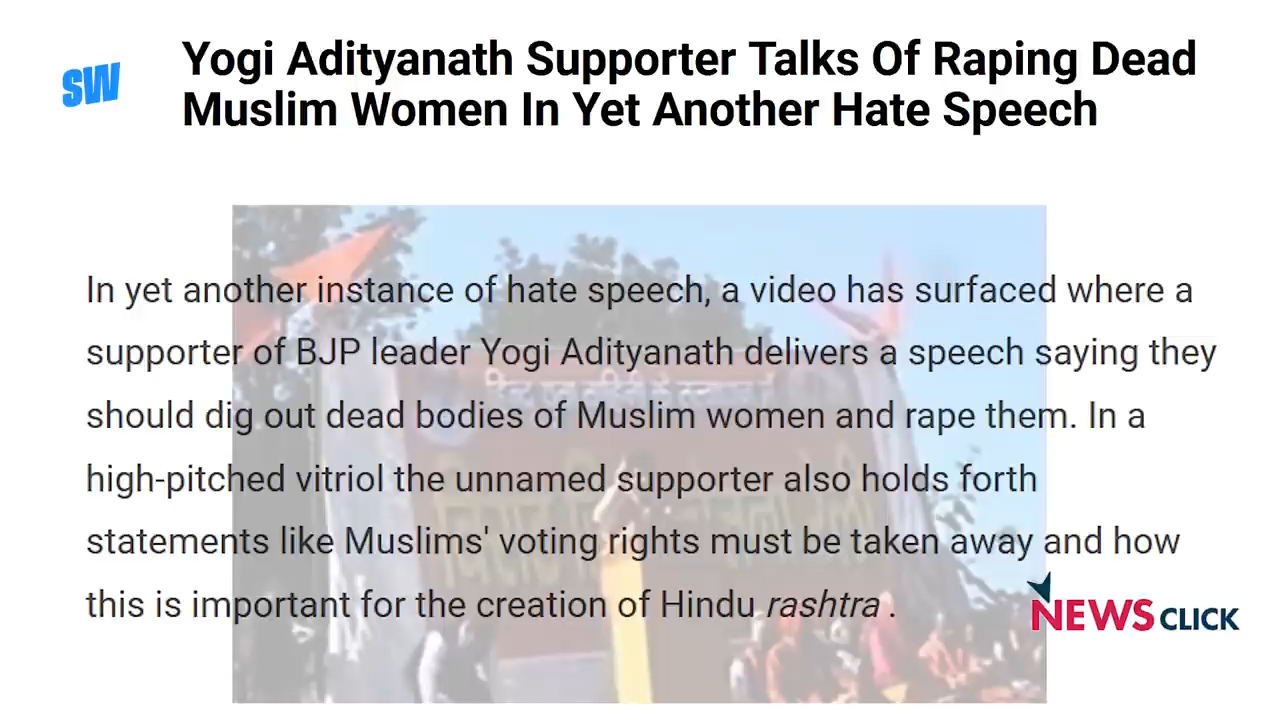 SW
Yogi Adityanath Supporter Talks Of Raping Dead
Muslim Women In Yet Another Hate Speech
In yet another instance of hate speech, a video has surfaced where a
supporter of BJP leader Yogi Adityanath delivers a speech saying they
should dig out dead bodies of Muslim women and rape them. In a
high-pitched vitriol the unnamed supporter also holds forth
statements like Muslims' voting rights must be taken away and how
this is important for the creation of Hindu rashtra .
NEWSCLICK